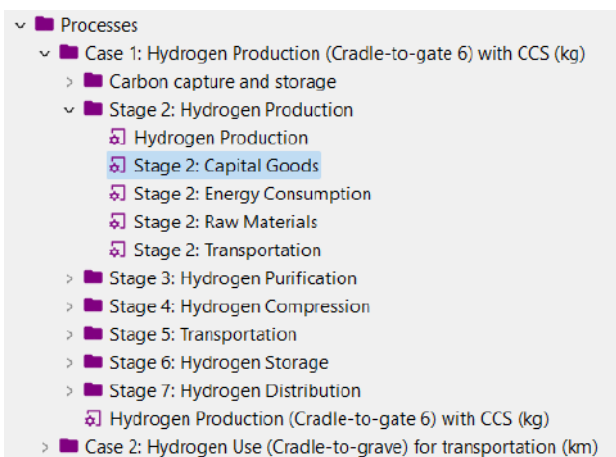 Processes
Case 1: Hydrogen Production (Cradle-to-gate 6) with CCS (kg)
Carbon capture and storage
Stage 2: Hydrogen Production
Hydrogen Production
Stage 2: Capital Goods
Stage 2: Energy Consumption
Stage 2: Raw Materials
Stage 2: Transportation
Stage 3: Hydrogen Purification
Stage 4: Hydrogen Compression
Stage 5: Transportation
Stage 6: Hydrogen Storage
Stage 7: Hydrogen Distribution
Hydrogen Production (Cradle-to-gate 6) with CCS (kg)
Case 2: Hydrogen Use (Cradle-to-grave) for transportation (km)